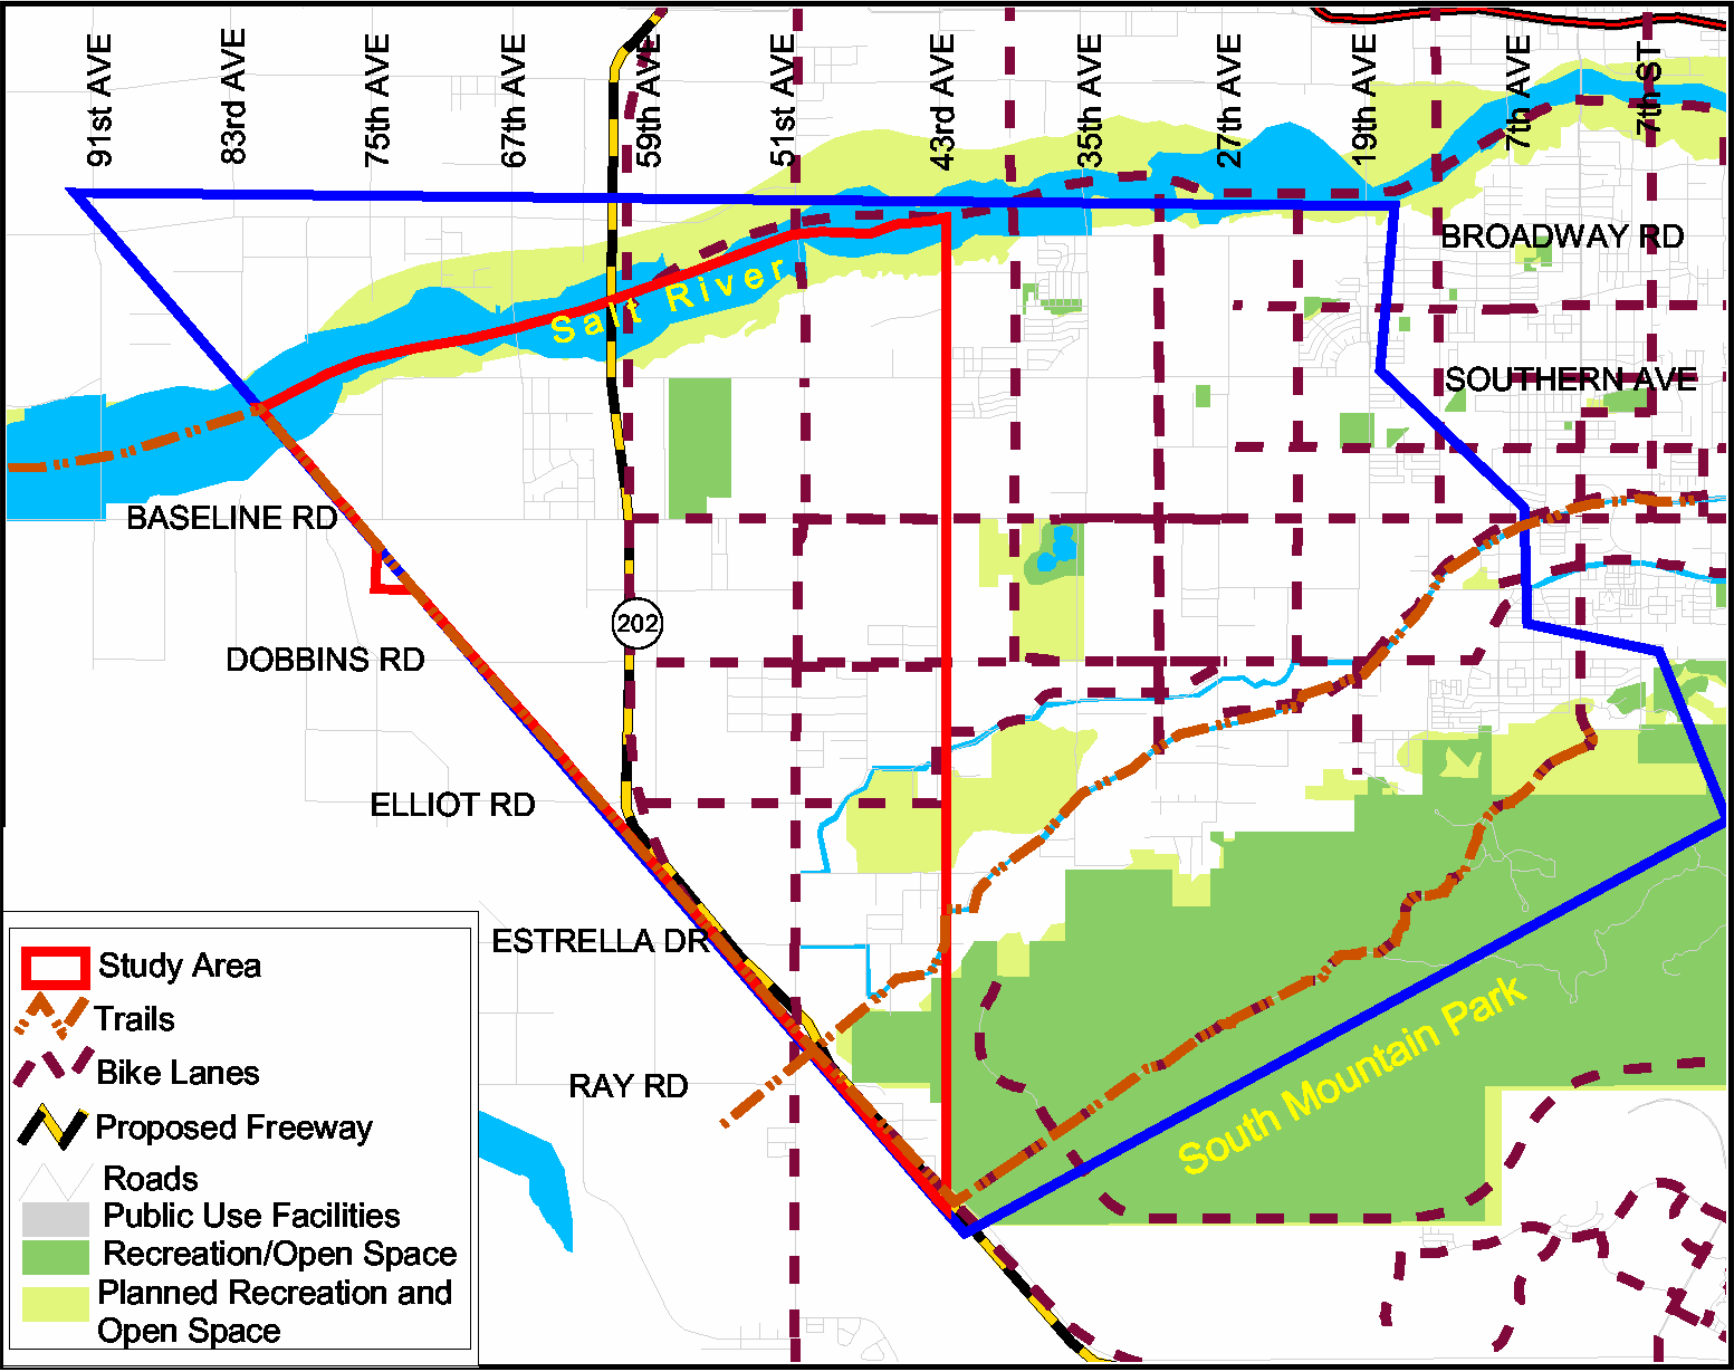 91st AVE
83rd AVE
75th AVE
67th AVE
59th AVE
51st AVE
43rd AVE
35th AVE
27th AVE
19th AVE
7th AVE
7th ST
BROADWAY RD
Salt River
SOUTHERN AVE
BASELINE RD
202
DOBBINS RD
ELLIOT RD
ESTRELLA DR
RAY RD
South Mountain Park
Study Area
Trails
Bike Lanes
Proposed Freeway
Roads
Public Use Facilities
Recreation/Open Space
Planned Recreation and
Open Space